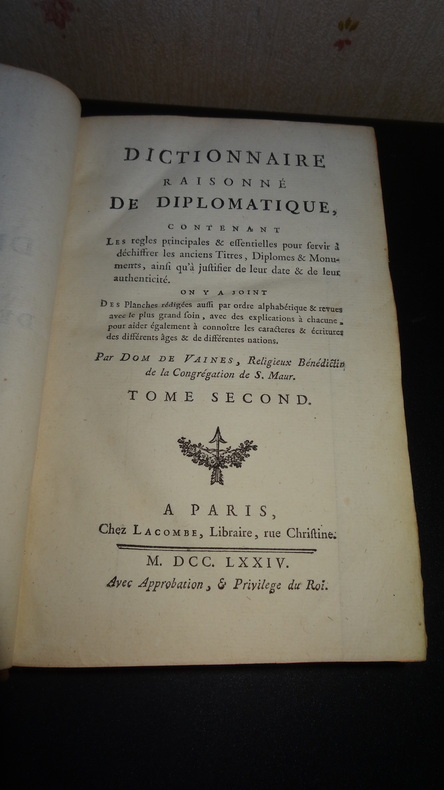 DICTIONNAIRE
RAISONNÉ
DE DIPLOMATIQUE,
CONTENANT
LES regles principales & essentielles pour servir à
déchiffrer les anciens Titres, Diplomes & Monu-
ments, ainsi qu'à justifier de leur date & de leur
authenticité.
ON Y A JOINT
DES Planches rédigées aussi par ordre alphabétique & revues
avec le plus grand soin, avec des explications à chacune,
pour aider également à connoître les caracteres & écritures
des différents âges & de différentes nations.
Par DOM DE VAINES, Religieux Bénédictin
de la Congrégation de S. Maur.
TOME SECOND.
A PARIS,
Chez LACOMBE, Libraire, rue Christine.
M. DCC. LXXIV.
Avec Approbation, & Privilege du Roi.